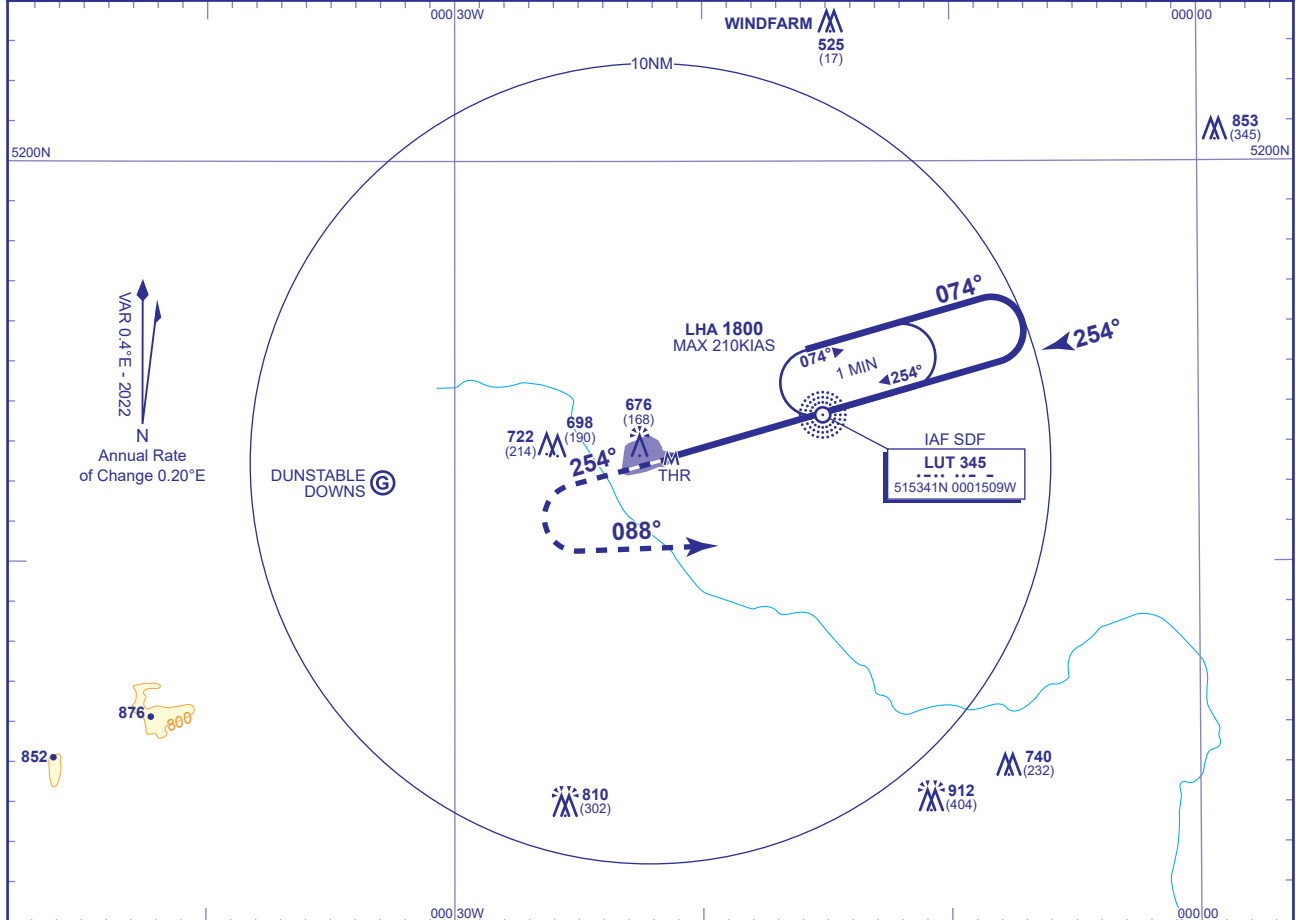 000 30W
000 00
WINDFARM
525
(17)
10NM
853
(345)
5200N
5200N
074°
254°
LHA 1800
MAX 210KIAS
074°
1 MIN
254°
VAR 0.4°E - 2022
N
Annual Rate
of Change 0.20°E
676
(168)
698
(190)
722
(214)
254°
THR
DUNSTABLE
DOWNS
G
IAF SDF
LUT 345
515341N 0001509W
088°
876
800
852
810
(302)
912
(404)
740
(232)
000 30W
000 00